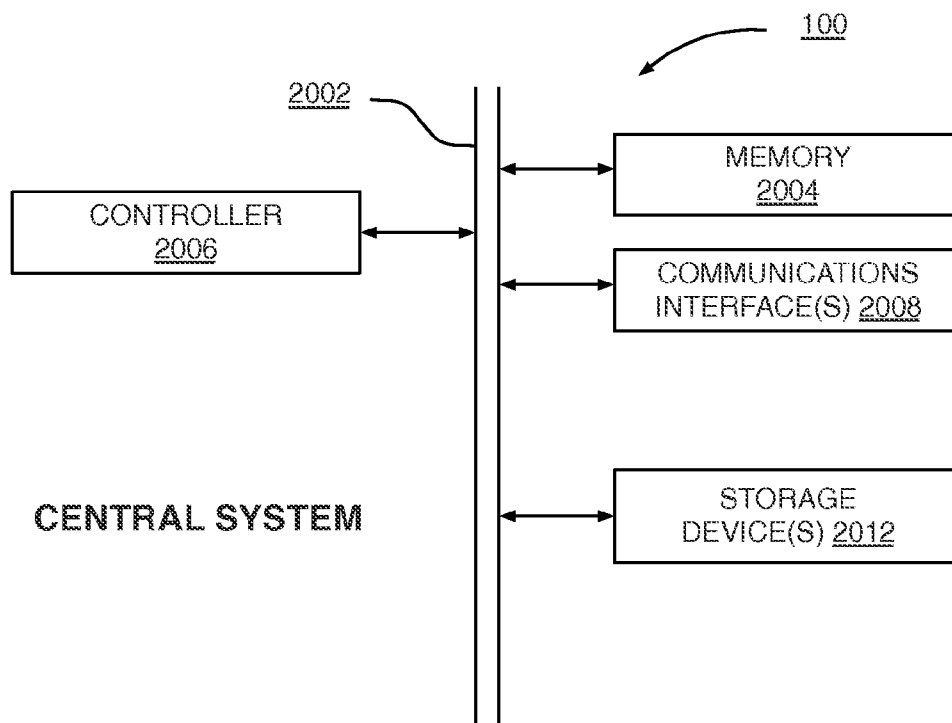 100
2002
MEMORY
2004
CONTROLLER
2006
COMMUNICATIONS
INTERFACE(S) 2008
STORAGE
DEVICE(S) 2012
CENTRAL SYSTEM